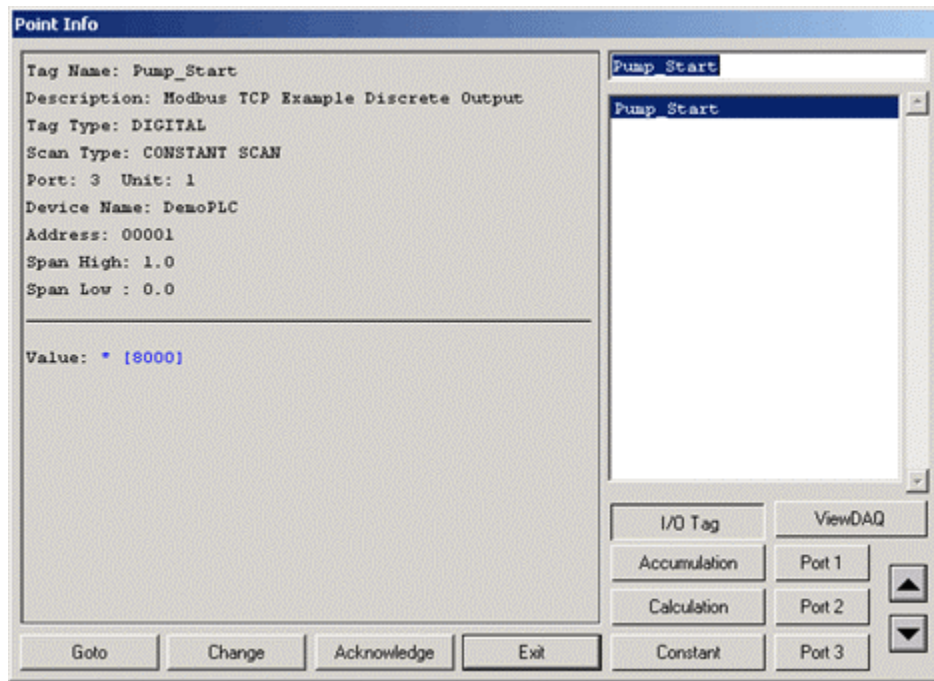 Point Info
Tag Name: Pump_Start
Description: Modbus TCP Example Discrete Output
Tag Type: DIGITAL
Scan Type: CONSTANT SCAN
Port: 3 Unit: 1
Device Name: DemoPLC
Address: 00001
Span High: 1.0
Span Low : 0.0
Value: * [8000]
Pump_Start
Pump_Start
I/O Tag
ViewDAQ
Accumulation
Port 1
Calculation
Port 2
Constant
Port 3
Goto
Change
Acknowledge
Exit